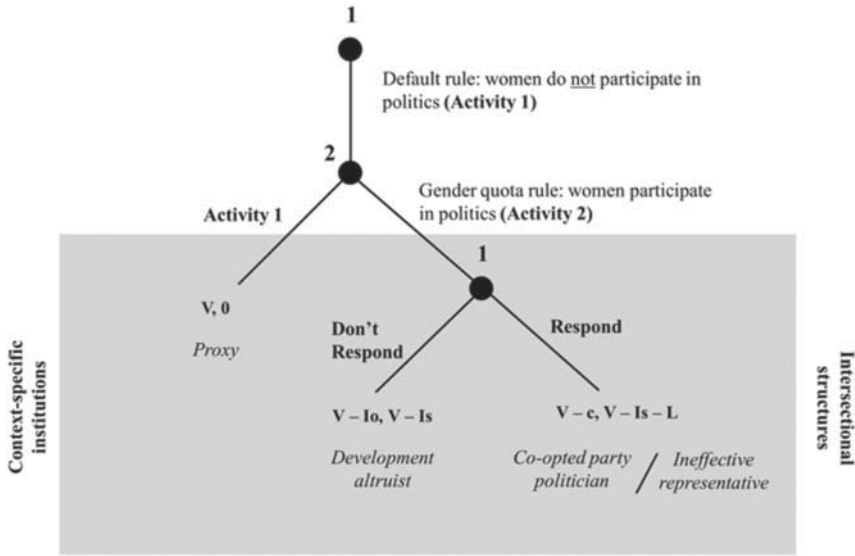 1
Default rule: women do not participate in
politics (Activity 1)
2
Gender quota rule: women participate
in politics (Activity 2)
Activity 1
1
V, 0
Proxy
Don't
Respond
Respond
V – Io, V – Is
Development
altruist
V – c, V – Is – L
Co-opted party
politician
/
Ineffective
representative
Context-specific
institutions
Intersectional
structures